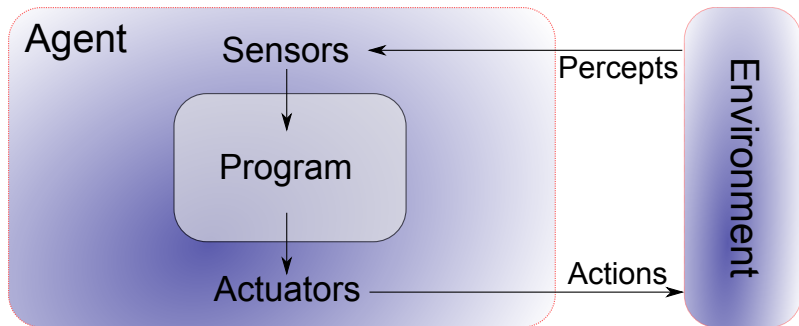 Agent
Sensors
Percepts
Program
Actuators
Actions
Environment